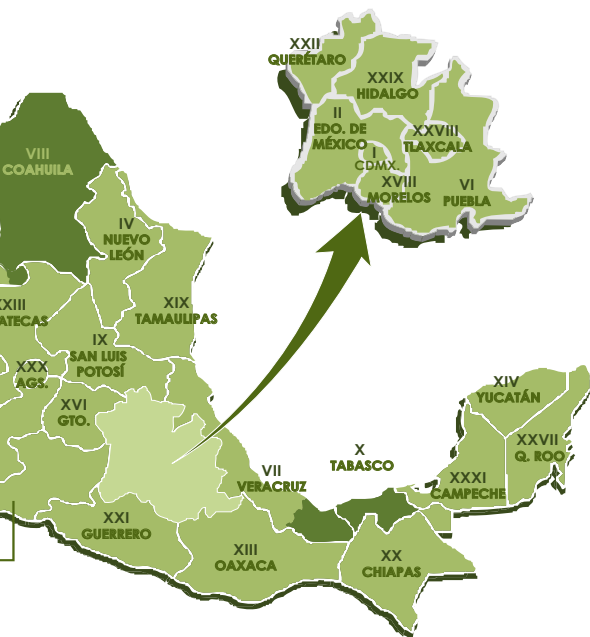 XXII
QUERÉTARO
XXIX
HIDALGO
II
EDO. DE
MÉXICO
XXVIII
TLAXCALA
I
CDMX.
XVIII
MORELOS
VI
PUEBLA
VIII
COAHUILA
IV
NUEVO
LEÓN
XXIII
ATECAS
XIX
TAMAULIPAS
IX
SAN LUIS
POTOSÍ
XXX
AGS.
XVI
GTO.
XIV
YUCATÁN
XXVII
Q. ROO
X
TABASCO
VII
VERACRUZ
XXXI
CAMPECHE
XXI
GUERRERO
XIII
OAXACA
XX
CHIAPAS